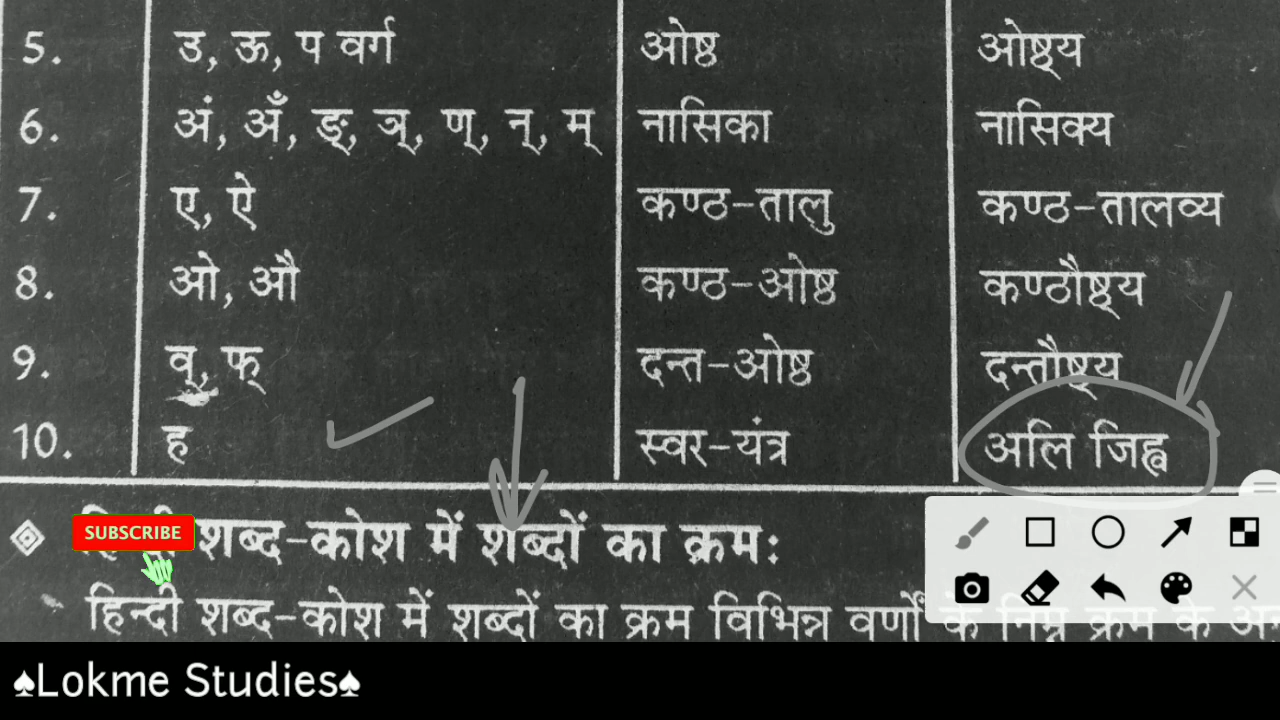 5. उ, ऊ, प वर्ग ओष्ठ ओष्ठ्य
6. अं, अँ, ङ्, ञ्, ण्, न्, म् नासिका नासिक्य
7. ए, ऐ कण्ठ-तालु कण्ठ-तालव्य
8. ओ, औ कण्ठ-ओष्ठ कण्ठौष्ठ्य
9. व्, फ् दन्त-ओष्ठ दन्तौष्ठ्य
10. ह स्वर-यंत्र अलि जिह्व
शब्द-कोश में शब्दों का क्रम:
SUBSCRIBE
हिन्दी शब्द-कोश में शब्दों का क्रम विभिन्न वर्णों के निम्न क्रम के
♠Lokme Studies♠